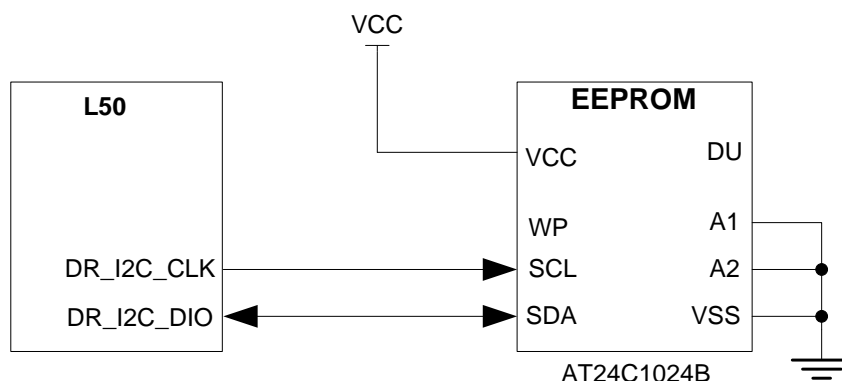 VCC
L50
EEPROM
VCC
DU
WP
A1
DR_I2C_CLK
SCL
A2
DR_I2C_DIO
SDA
VSS
AT24C1024B